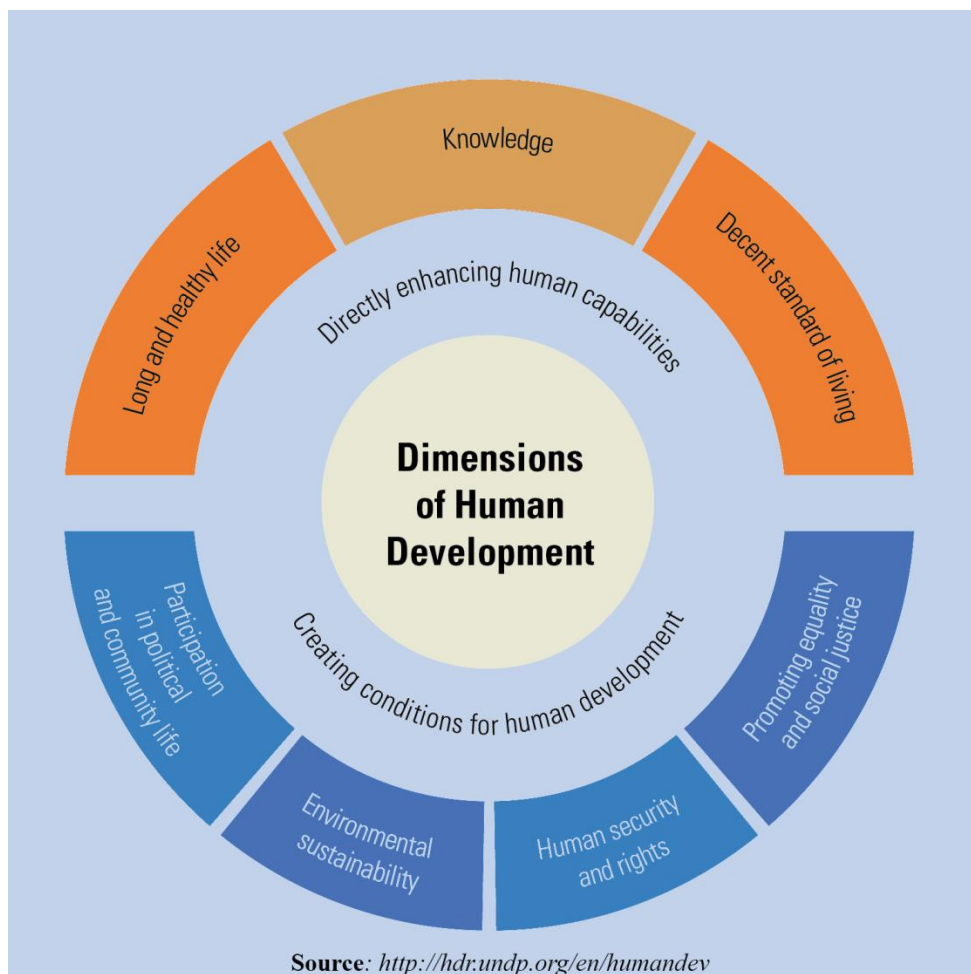 Knowledge
Long and healthy life
Decent standard of living
Directly enhancing human capabilities
Dimensions
of Human
Development
Creating conditions for human development
Participation
in political
and community life
Environmental
sustainability
Human security
and rights
Promoting equality
and social justice
Source: http://hdr.undp.org/en/humandev